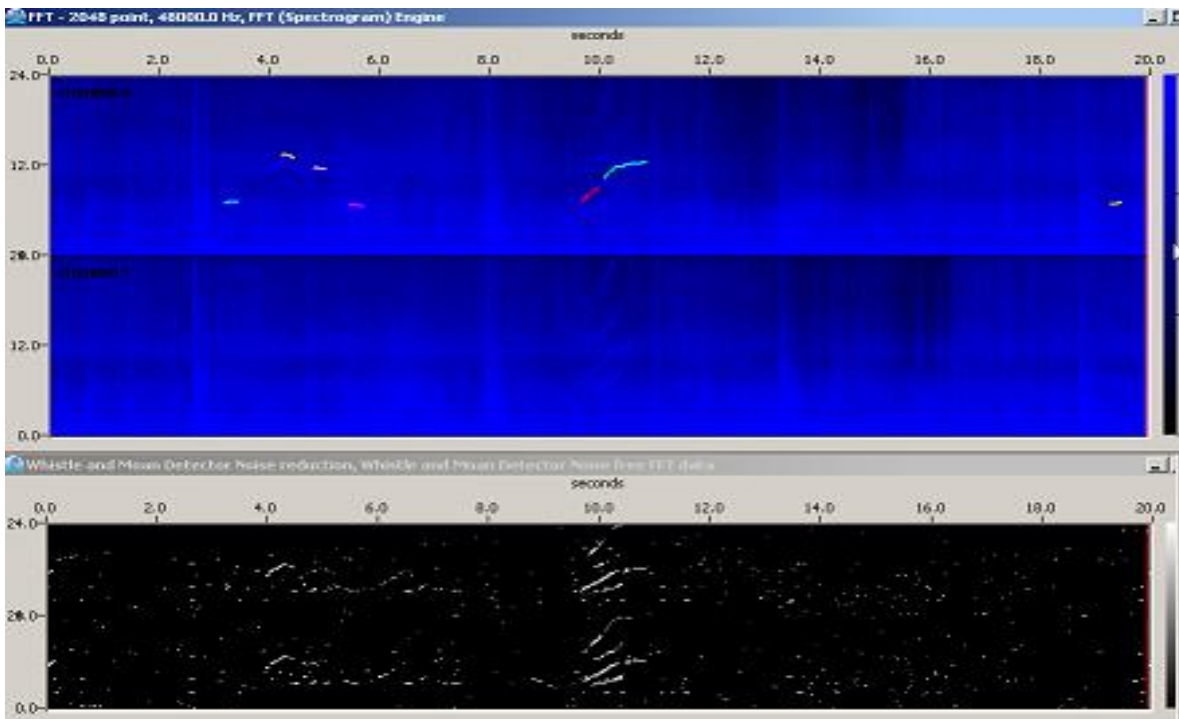 FFT - 2048 point, 48000.0 Hz, FFT (Spectrogram) Engine
seconds
0.0 2.0 4.0 6.0 8.0 10.0 12.0 14.0 16.0 18.0 20.0
24.0
12.0
12.0
0.0
Whistle and Moan Detector Noise reduction, Whistle and Moan Detector Noise free FFT data
seconds
0.0 2.0 4.0 6.0 8.0 10.0 12.0 14.0 16.0 18.0 20.0
24.0
0.0